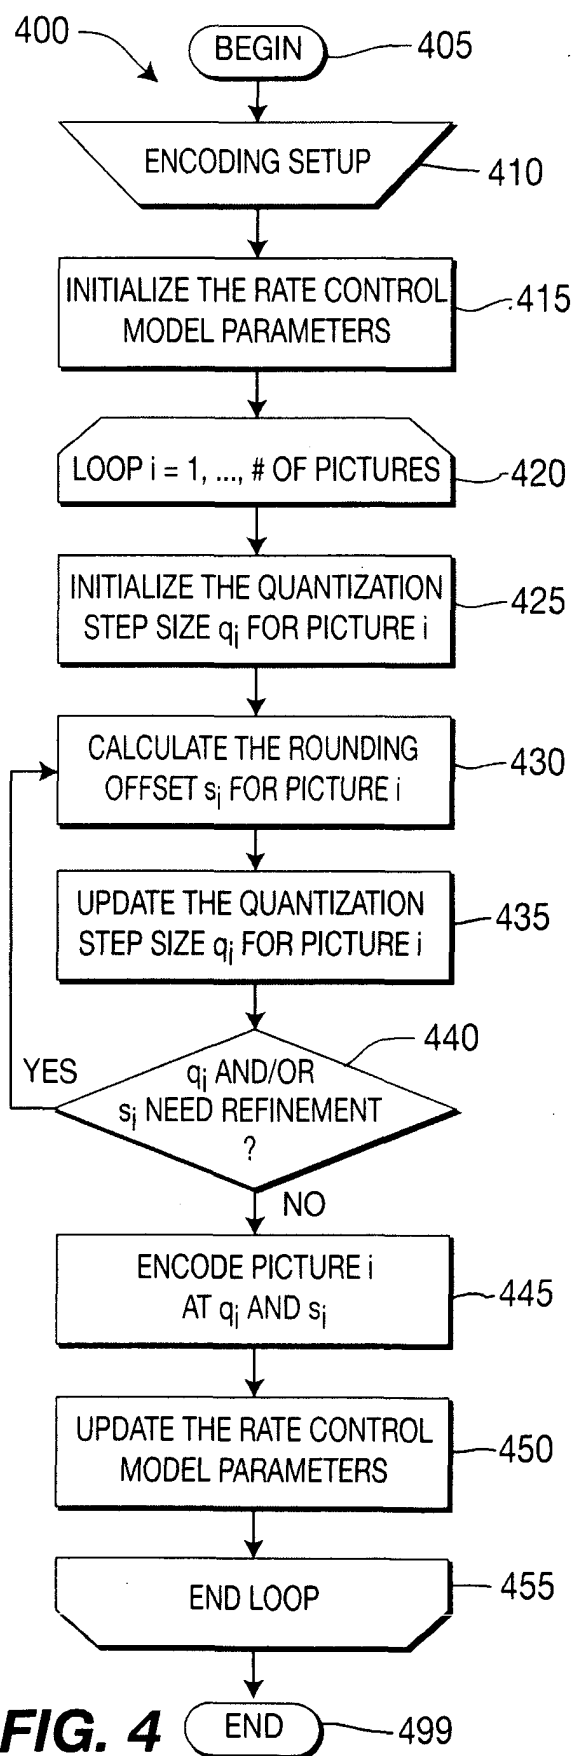 400
BEGIN
405
ENCODING SETUP
410
INITIALIZE THE RATE CONTROL
MODEL PARAMETERS
415
LOOP i = 1, ..., # OF PICTURES
420
INITIALIZE THE QUANTIZATION
STEP SIZE qi FOR PICTURE i
425
CALCULATE THE ROUNDING
OFFSET si FOR PICTURE i
430
UPDATE THE QUANTIZATION
STEP SIZE qi FOR PICTURE i
435
440
YES
qi AND/OR
si NEED REFINEMENT
?
NO
ENCODE PICTURE i
AT qi AND si
445
UPDATE THE RATE CONTROL
MODEL PARAMETERS
450
END LOOP
455
FIG. 4
END
499